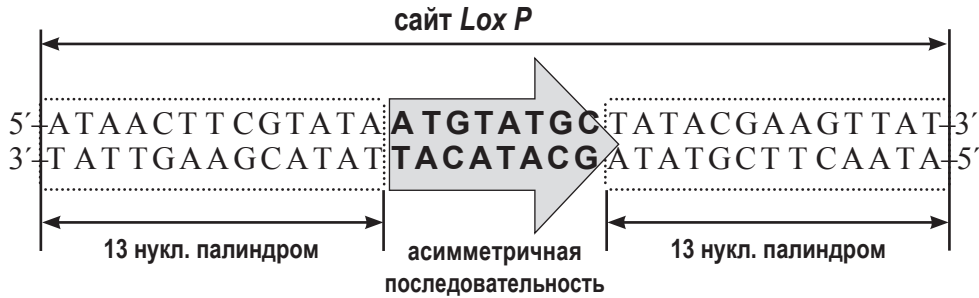 сайт Lox P
5′ ATAACTTCGTATA ATGTATGC TATACGAAGTTAT 3′
3′ TATTGAAGCATAT TACATACG ATATGCTTCAATA 5′
13 нукл. палиндром асимметричная 13 нукл. палиндром
последовательность